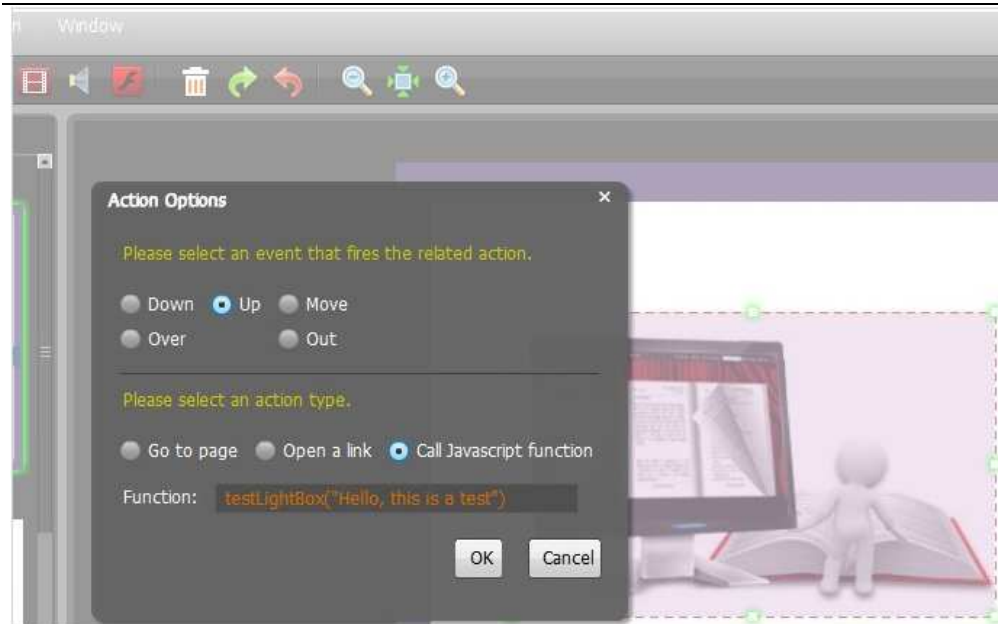 Window
Action Options
Please select an event that fires the related action.
Down Up Move
Over Out
Please select an action type.
Go to page Open a link Call Javascript function
Function: testLightBox("Hello, this is a test")
OK Cancel